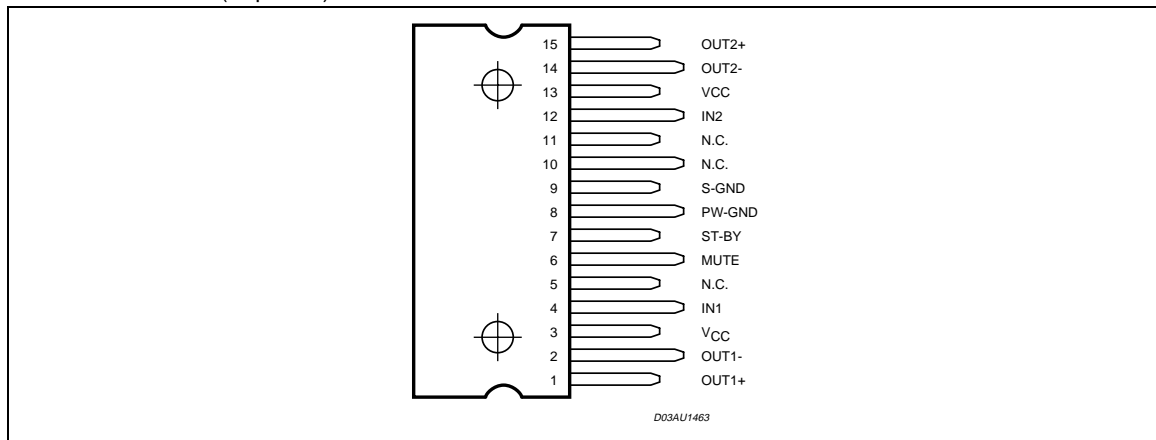 15 OUT2+
14 OUT2-
13 VCC
12 IN2
11 N.C.
10 N.C.
9 S-GND
8 PW-GND
7 ST-BY
6 MUTE
5 N.C.
4 IN1
3 VCC
2 OUT1-
1 OUT1+
D03AU1463